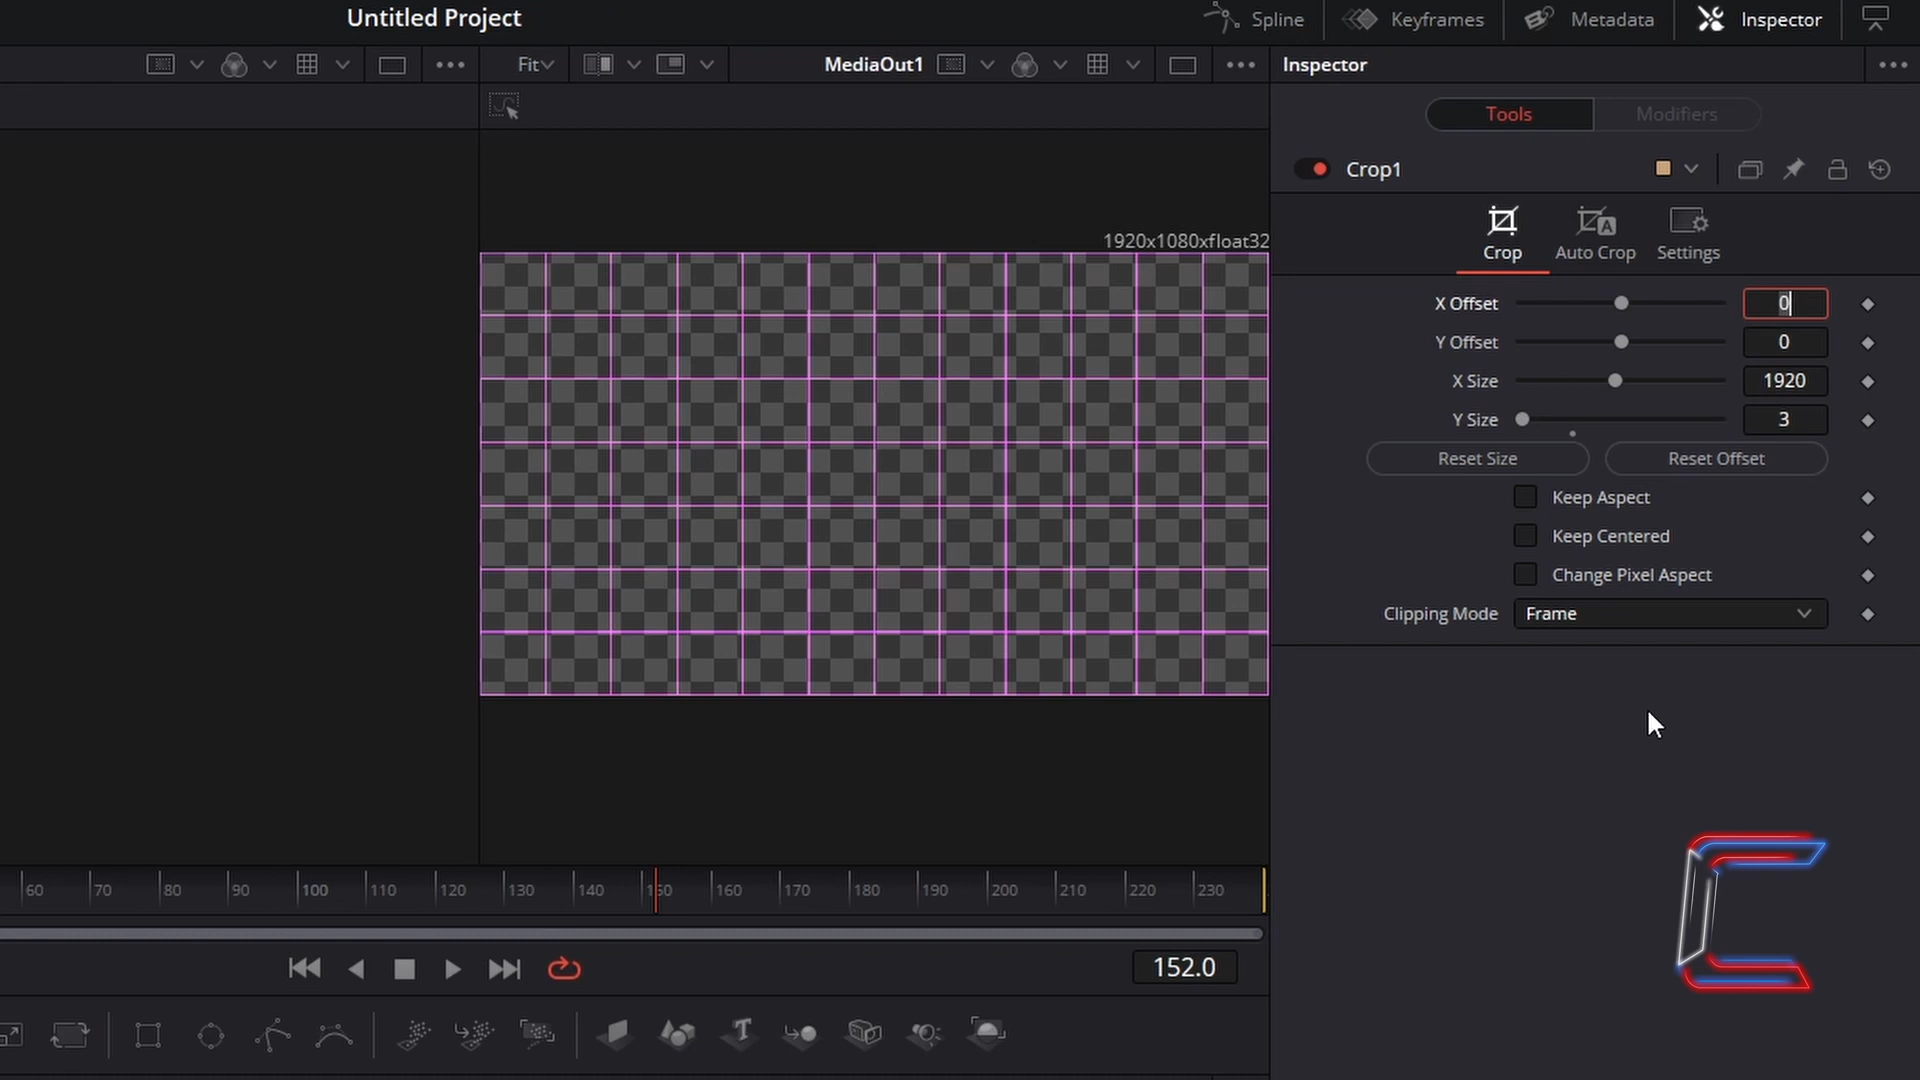 Untitled Project
Spline
Keyframes
Metadata
Inspector
Fit
MediaOut1
Inspector
Tools
Modifiers
Crop1
1920x1080xfloat32
Crop
Auto Crop
Settings
X Offset 0
Y Offset 0
X Size 1920
Y Size 3
Reset Size
Reset Offset
Keep Aspect
Keep Centered
Change Pixel Aspect
Clipping Mode Frame
60 70 80 90 100 110 120 130 140 150 160 170 180 190 200 210 220 230
152.0